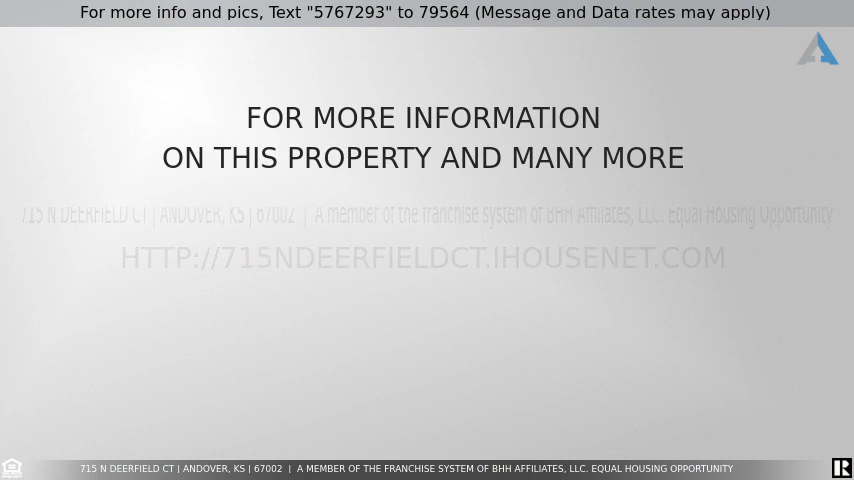 For more info and pics, Text "5767293" to 79564 (Message and Data rates may apply)
FOR MORE INFORMATION
ON THIS PROPERTY AND MANY MORE
715 N DEERFIELD CT | ANDOVER, KS | 67002 | A member of the franchise system of BHH Affiliates, LLC. Equal Housing Opportunity
HTTP://715NDEERFIELDCT.IHOUSENET.COM
715 N DEERFIELD CT | ANDOVER, KS | 67002 | A MEMBER OF THE FRANCHISE SYSTEM OF BHH AFFILIATES, LLC. EQUAL HOUSING OPPORTUNITY